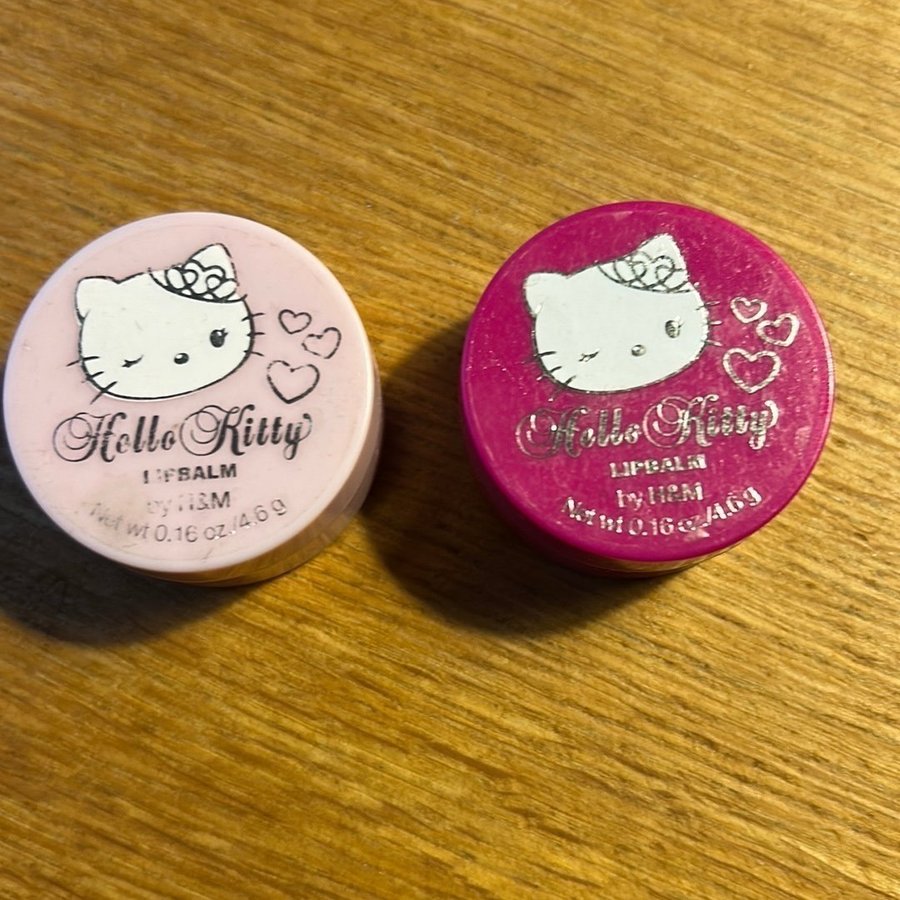 Hello Kitty
LIPBALM
by H&M
Net wt 0.16 oz./4.6 g
Hello Kitty
LIPBALM
by H&M
Net wt 0.16 oz./4.6 g